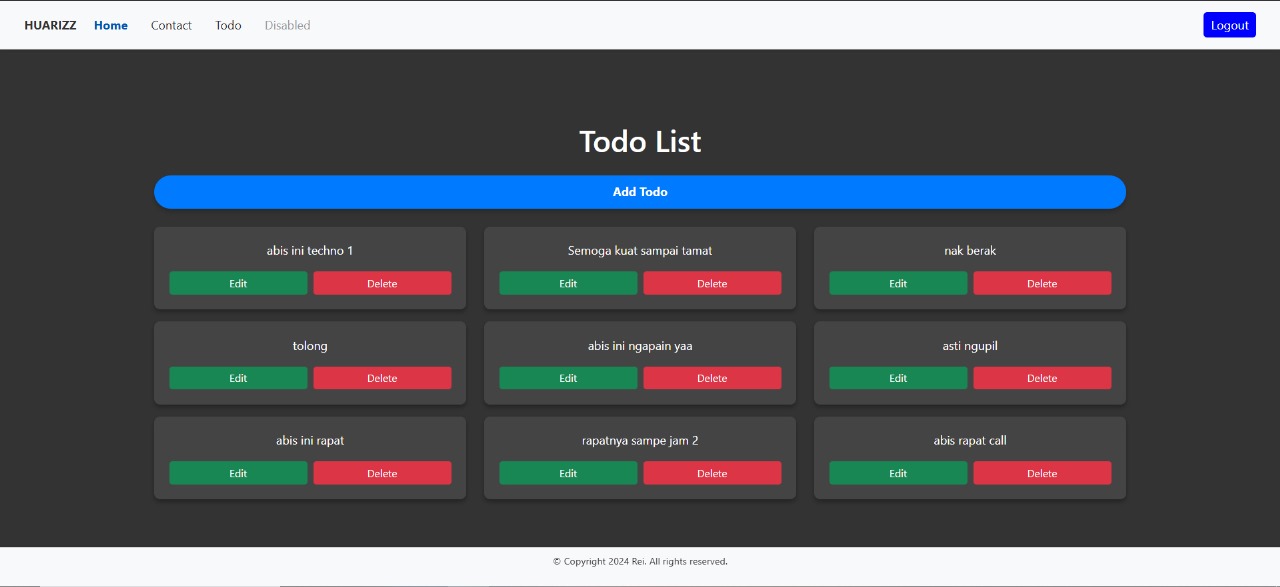 HUARIZZ Home Contact Todo Disabled Logout
Todo List
Add Todo
abis ini techno 1 Semoga kuat sampai tamat nak berak
Edit Delete Edit Delete Edit Delete
tolong abis ini ngapain yaa asti ngupil
Edit Delete Edit Delete Edit Delete
abis ini rapat rapatnya sampe jam 2 abis rapat call
Edit Delete Edit Delete Edit Delete
© Copyright 2024 Rei. All rights reserved.